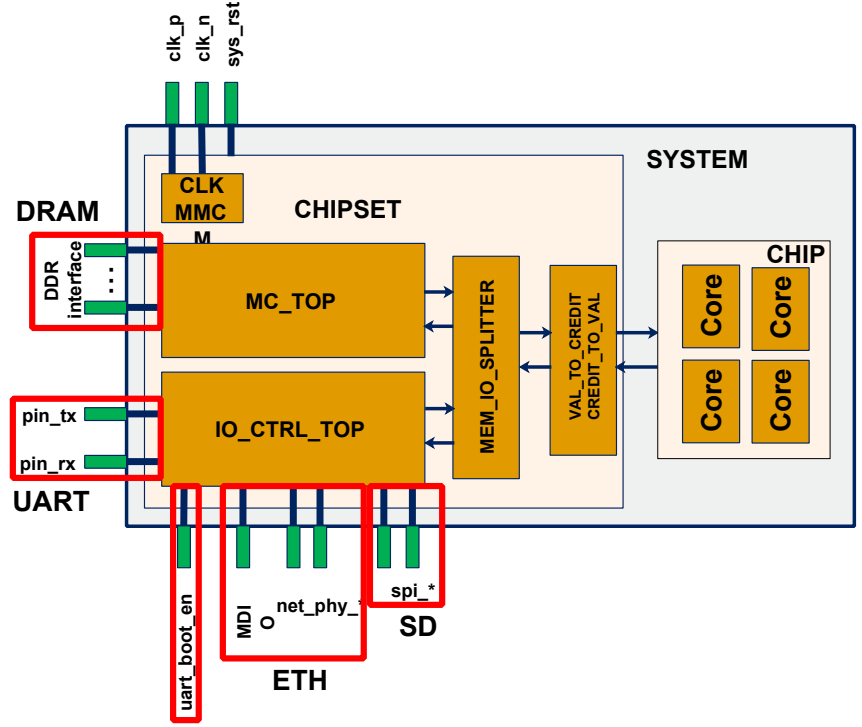 clk_p
clk_n
sys_rst
SYSTEM
CLK
MMC
M
CHIPSET
DRAM
DDR
interface
...
MC_TOP
CHIP
Core
Core
Core
Core
MEM_IO_SPLITTER
VAL_TO_CREDIT
CREDIT_TO_VAL
pin_tx
pin_rx
UART
IO_CTRL_TOP
uart_boot_en
MDI
O
net_phy_*
ETH
spi_*
SD